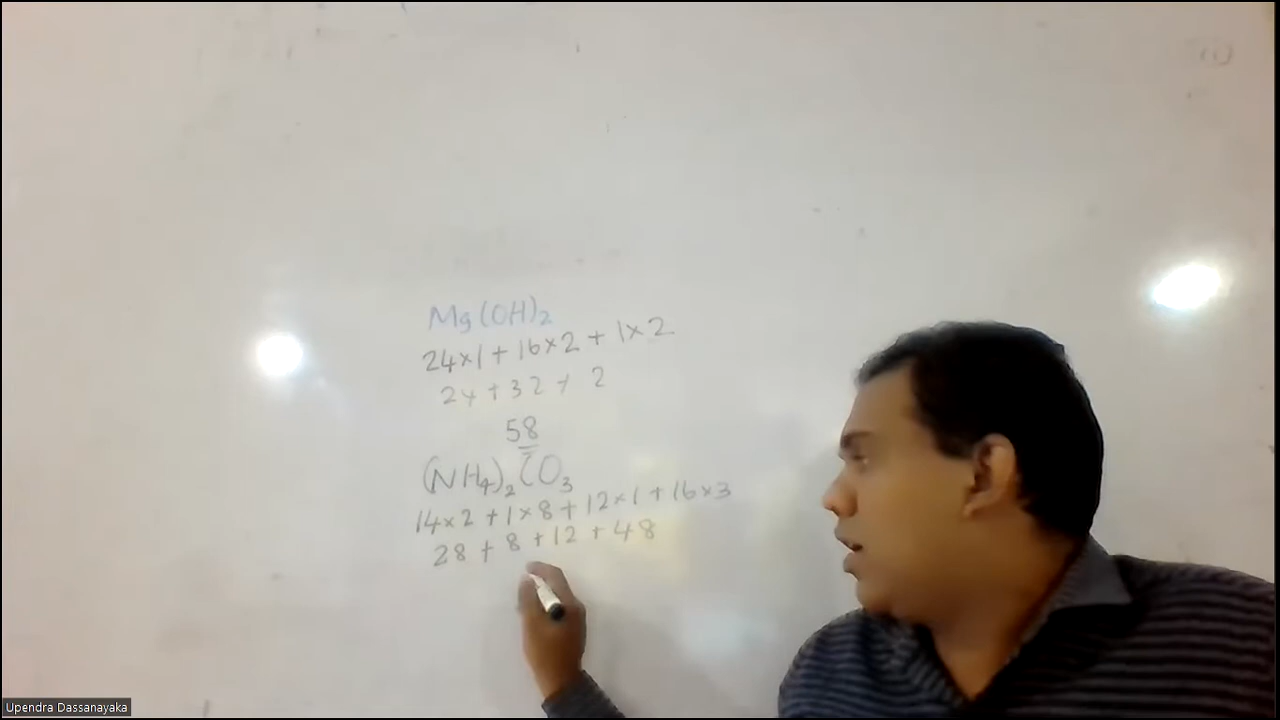 (1)
Mg(OH)₂
24×1 + 16×2 + 1×2
24 + 32 + 2
58
(NH₄)₂CO₃
14×2 + 1×8 + 12×1 + 16×3
28 + 8 + 12 + 48
Upendra Dassanayaka